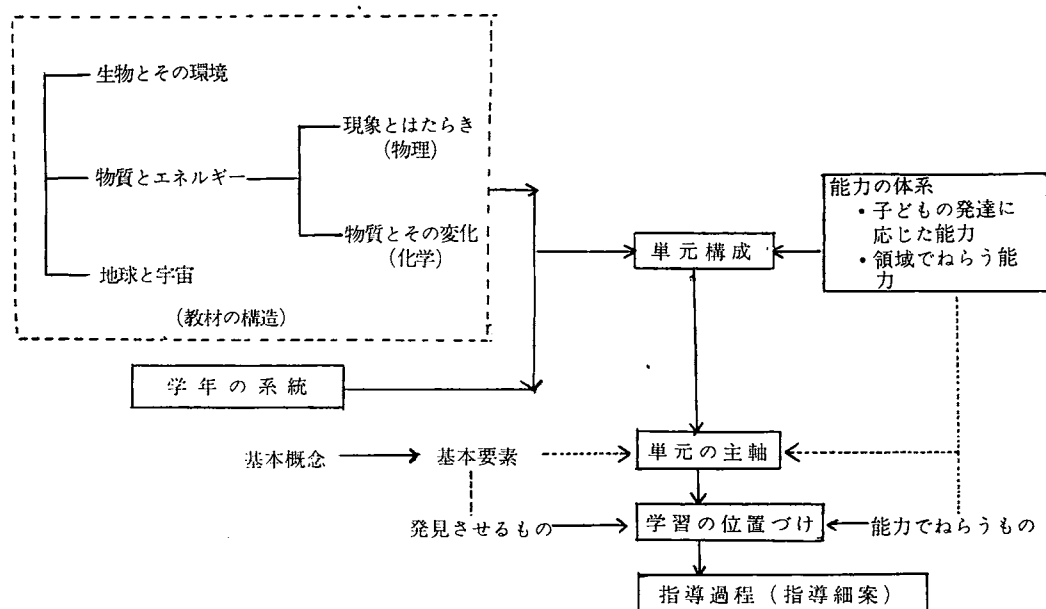 生物とその環境
現象とはたらき
(物理)
物質とエネルギー
物質とその変化
(化学)
地球と宇宙
(教材の構造)
学年の系統
単元構成
能力の体系
・子どもの発達に
応じた能力
・領域でねらう能
力
基本概念
基本要素
単元の主軸
発見させるもの
学習の位置づけ
能力でねらうもの
指導過程(指導細案)